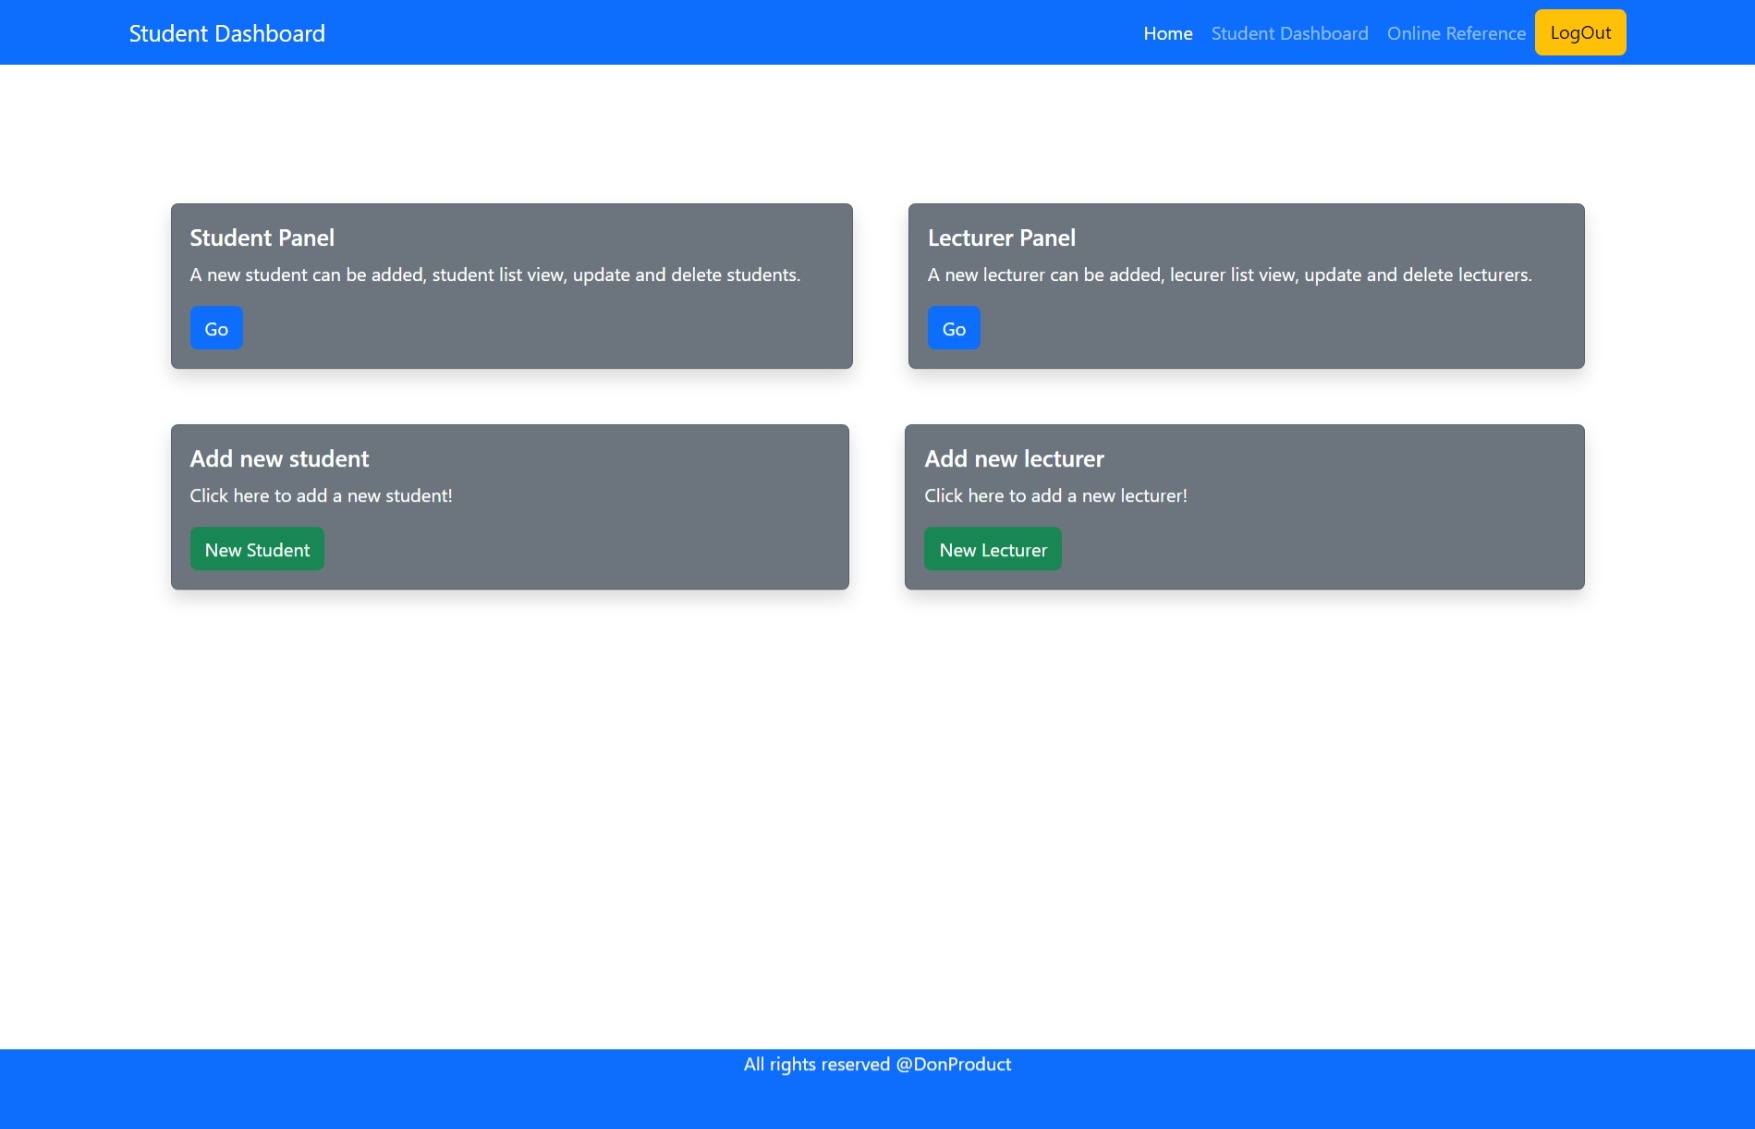 Student Dashboard
Home Student Dashboard Online Reference LogOut
Student Panel
A new student can be added, student list view, update and delete students.
Go
Lecturer Panel
A new lecturer can be added, lecurer list view, update and delete lecturers.
Go
Add new student
Click here to add a new student!
New Student
Add new lecturer
Click here to add a new lecturer!
New Lecturer
All rights reserved @DonProduct